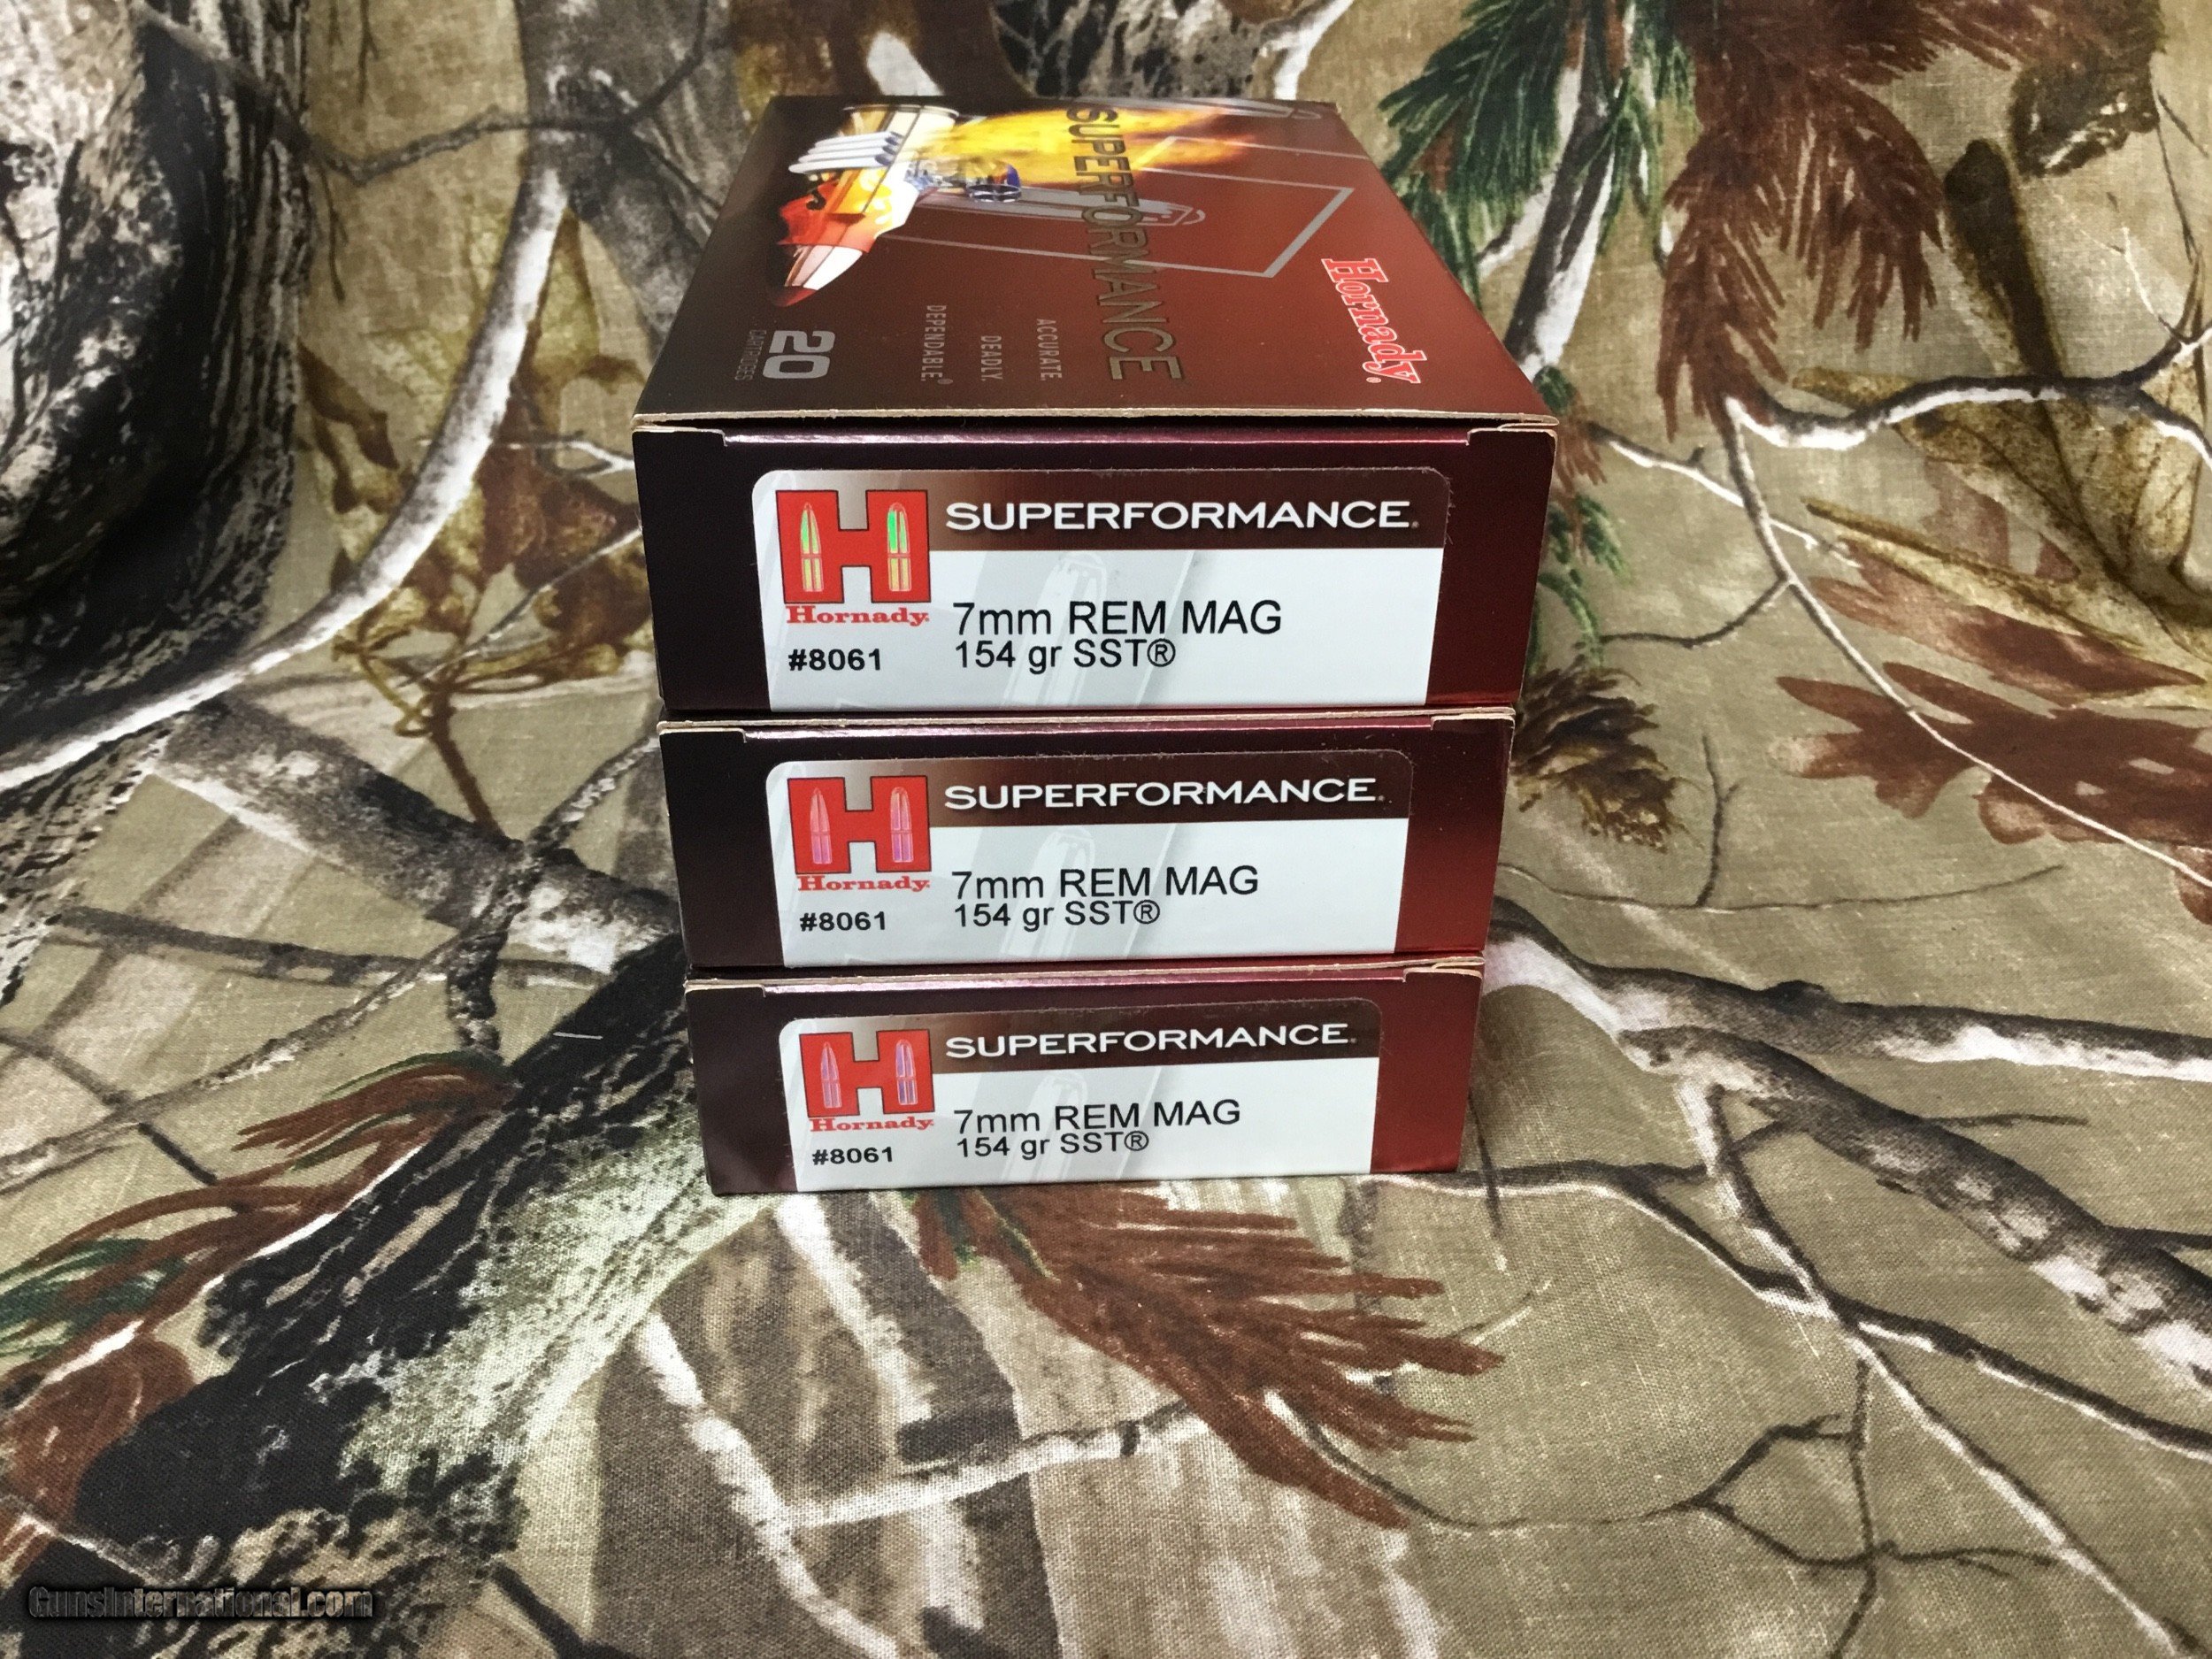 SUPERFORMANCE
Hornady®
ACCURATE.
DEADLY.
DEPENDABLE.®
20
CARTRIDGES
SUPERFORMANCE®
Hornady®
7mm REM MAG
#8061
154 gr SST®
SUPERFORMANCE®
Hornady®
7mm REM MAG
#8061
154 gr SST®
SUPERFORMANCE®
Hornady®
7mm REM MAG
#8061
154 gr SST®
GunsInternational.com